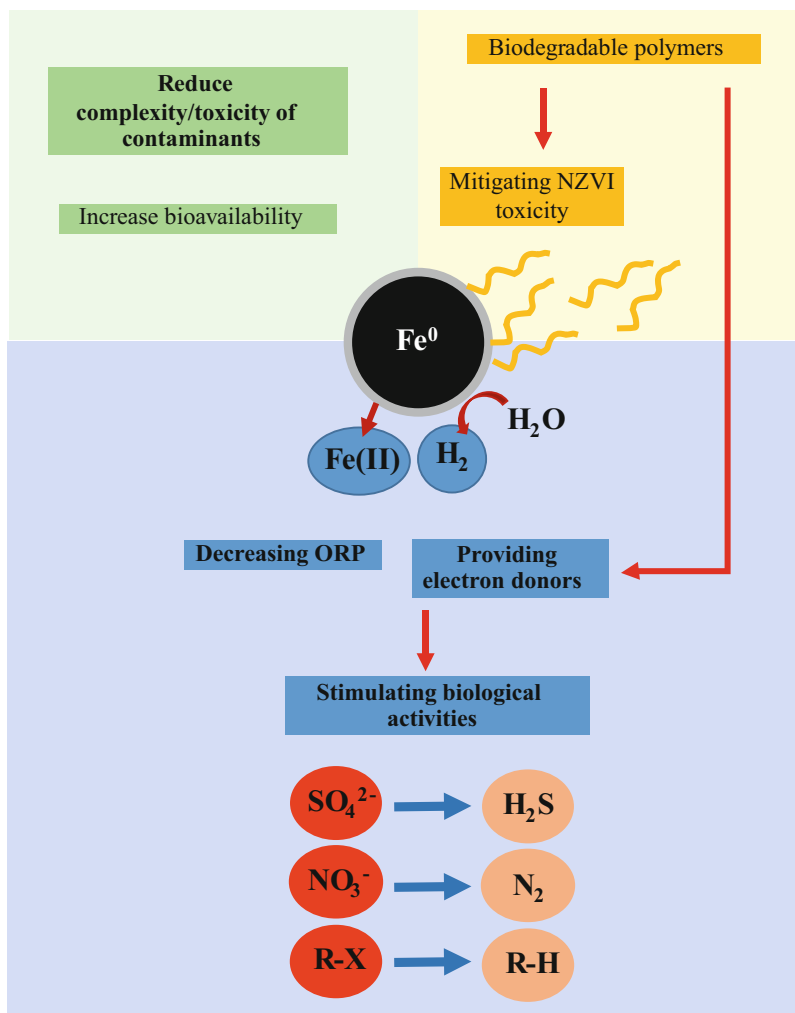 Reduce
complexity/toxicity of
contaminants
Increase bioavailability
Biodegradable polymers
Mitigating NZVI
toxicity
Fe⁰
H₂O
Fe(II)
H₂
Decreasing ORP
Providing
electron donors
Stimulating biological
activities
SO₄²⁻
H₂S
NO₃⁻
N₂
R-X
R-H